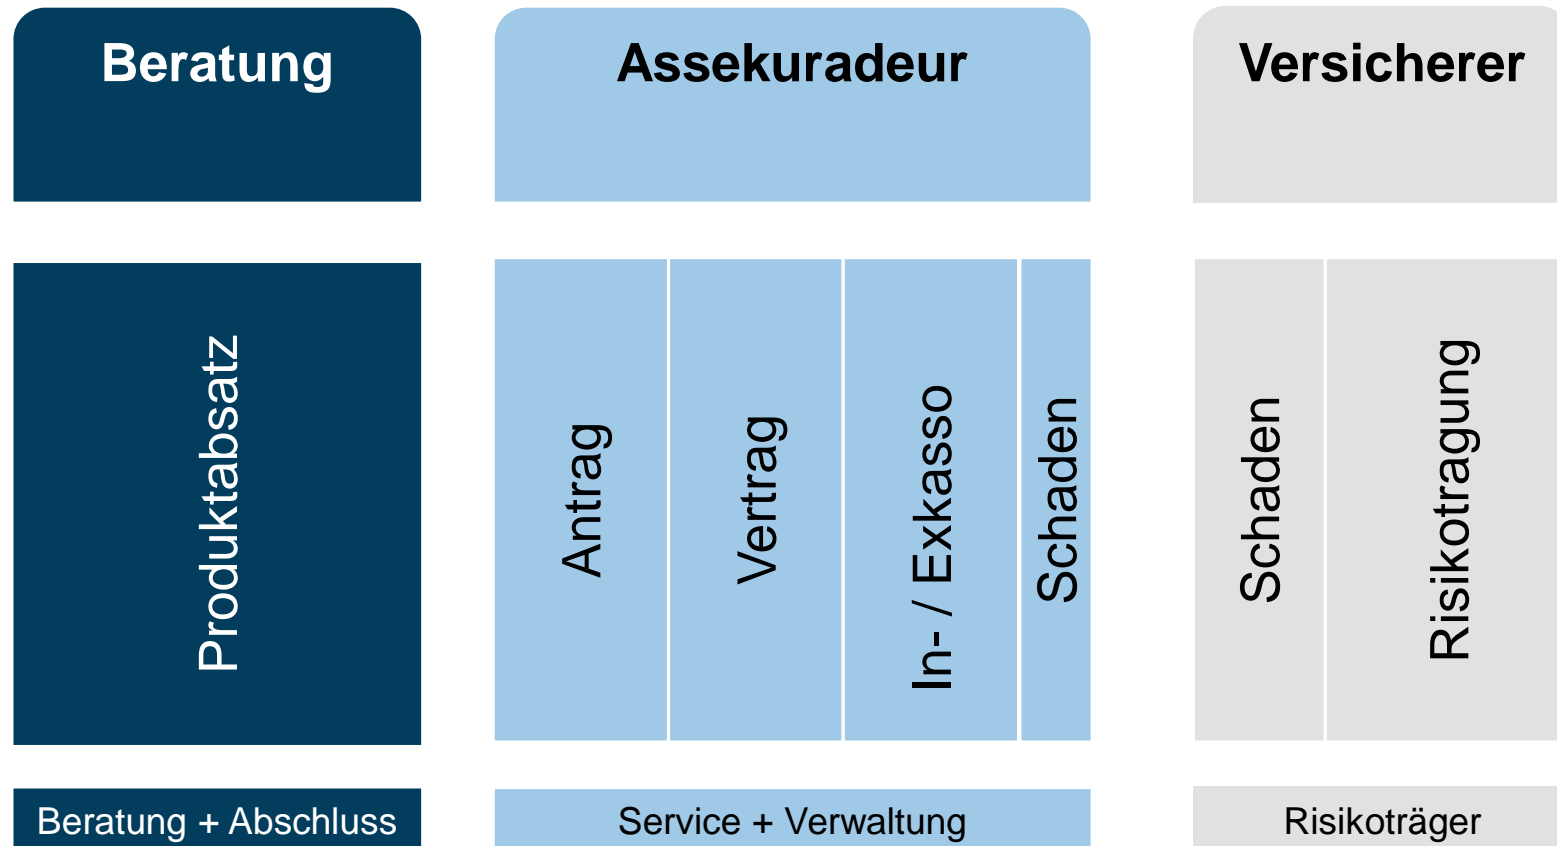 Beratung
Assekuradeur
Versicherer
Produktabsatz
Antrag
Vertrag
In- / Exkasso
Schaden
Schaden
Risikotragung
Beratung + Abschluss
Service + Verwaltung
Risikoträger